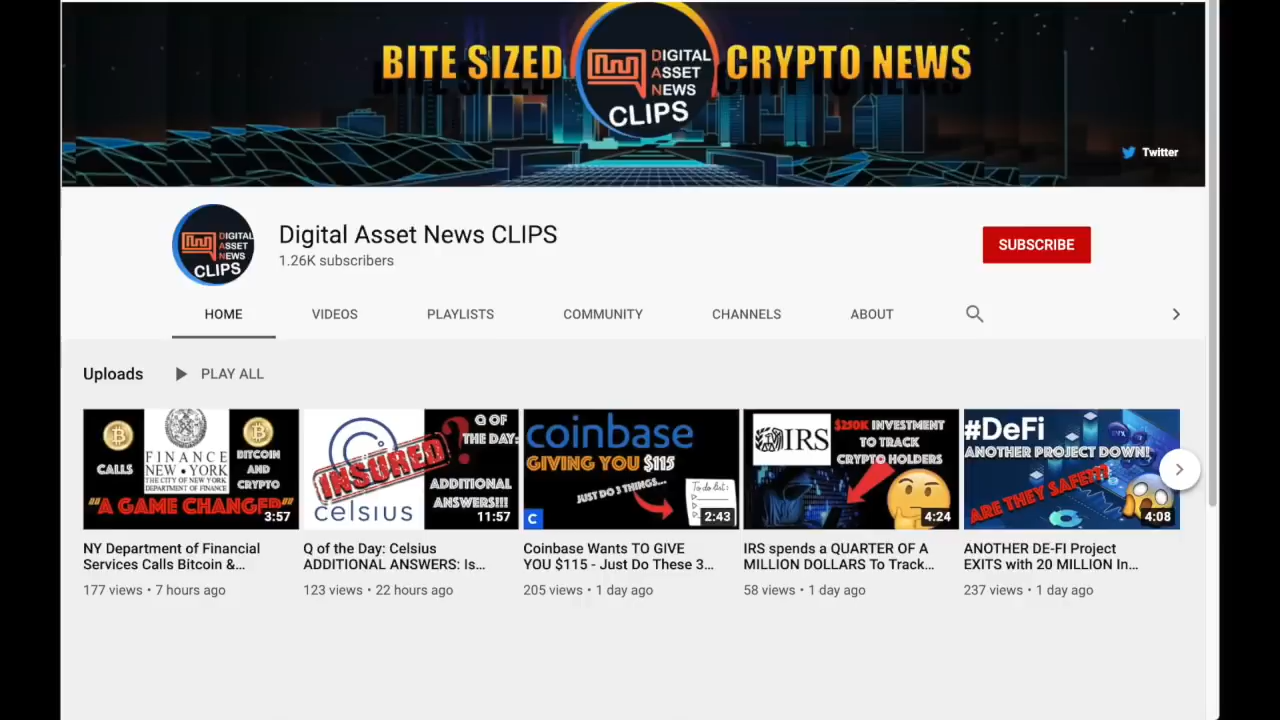 BITE SIZED
DIGITAL
ASSET
NEWS
CLIPS
CRYPTO NEWS
Twitter
DIGITAL
ASSET
NEWS
CLIPS
Digital Asset News CLIPS
1.26K subscribers
SUBSCRIBE
HOME
VIDEOS
PLAYLISTS
COMMUNITY
CHANNELS
ABOUT
Uploads
PLAY ALL
CALLS
FINANCE
NEW • YORK
THE CITY OF NEW YORK
DEPARTMENT OF FINANCE
BITCOIN
AND
CRYPTO
"A GAME CHANGER"
3:57
INSURED
celsius
?
Q OF
THE DAY:
ADDITIONAL
ANSWERS!!!
11:57
coinbase
GIVING YOU $115
JUST DO 3 THINGS...
To do list:
C
2:43
IRS
$250K INVESTMENT
TO TRACK
CRYPTO HOLDERS
4:24
#DeFi
ANOTHER PROJECT DOWN!
ARE THEY SAFE???
4:08
NY Department of Financial
Services Calls Bitcoin &...
177 views • 7 hours ago
Q of the Day: Celsius
ADDITIONAL ANSWERS: Is...
123 views • 22 hours ago
Coinbase Wants TO GIVE
YOU $115 - Just Do These 3...
205 views • 1 day ago
IRS spends a QUARTER OF A
MILLION DOLLARS To Track...
58 views • 1 day ago
ANOTHER DE-FI Project
EXITS with 20 MILLION In...
237 views • 1 day ago